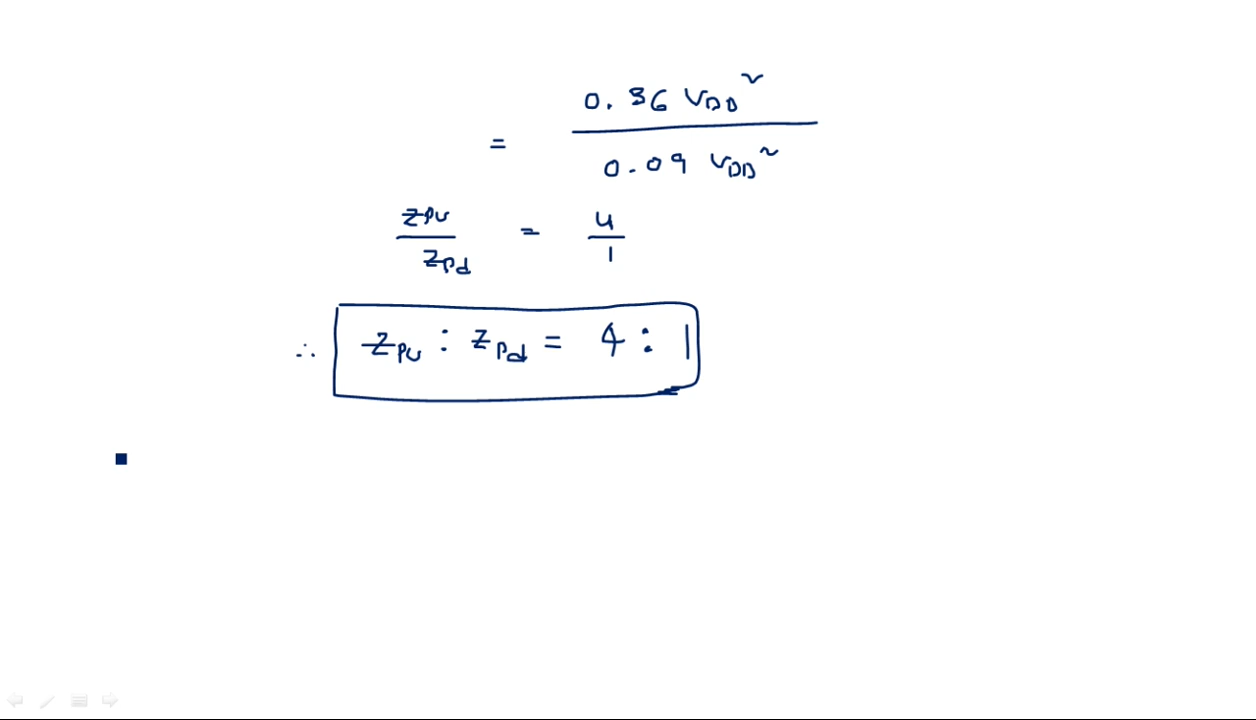 = 0.36 VDD²
0.09 VDD²
Zpu = 4
Zpd 1
∴ Zpu : Zpd = 4 : 1